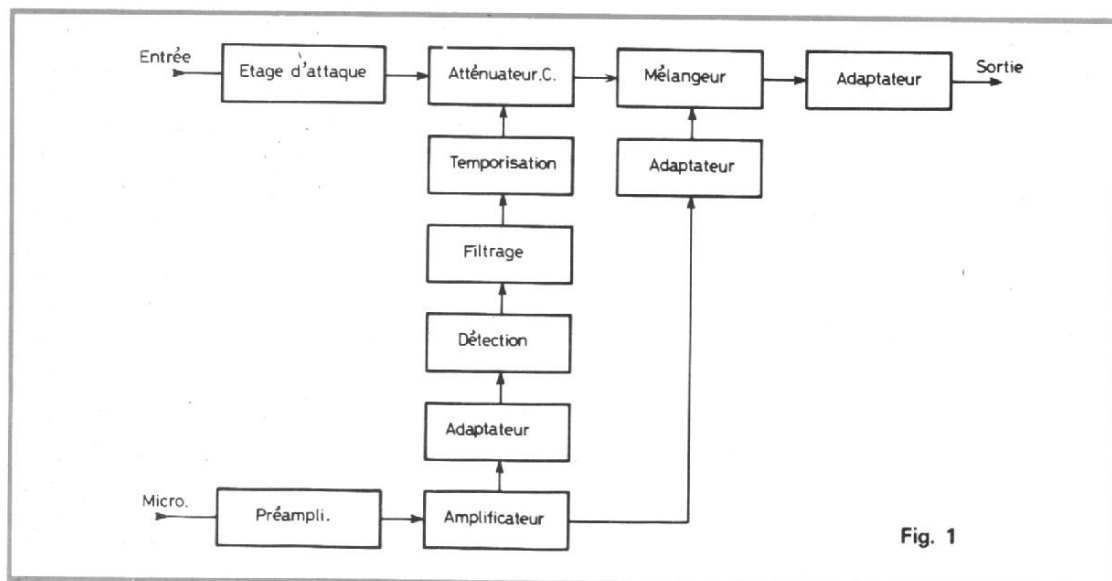 Entrée
Etage d'attaque
Atténuateur.C.
Mélangeur
Adaptateur
Sortie
Temporisation
Adaptateur
Filtrage
Détection
Adaptateur
Micro.
Préampli.
Amplificateur
Fig. 1